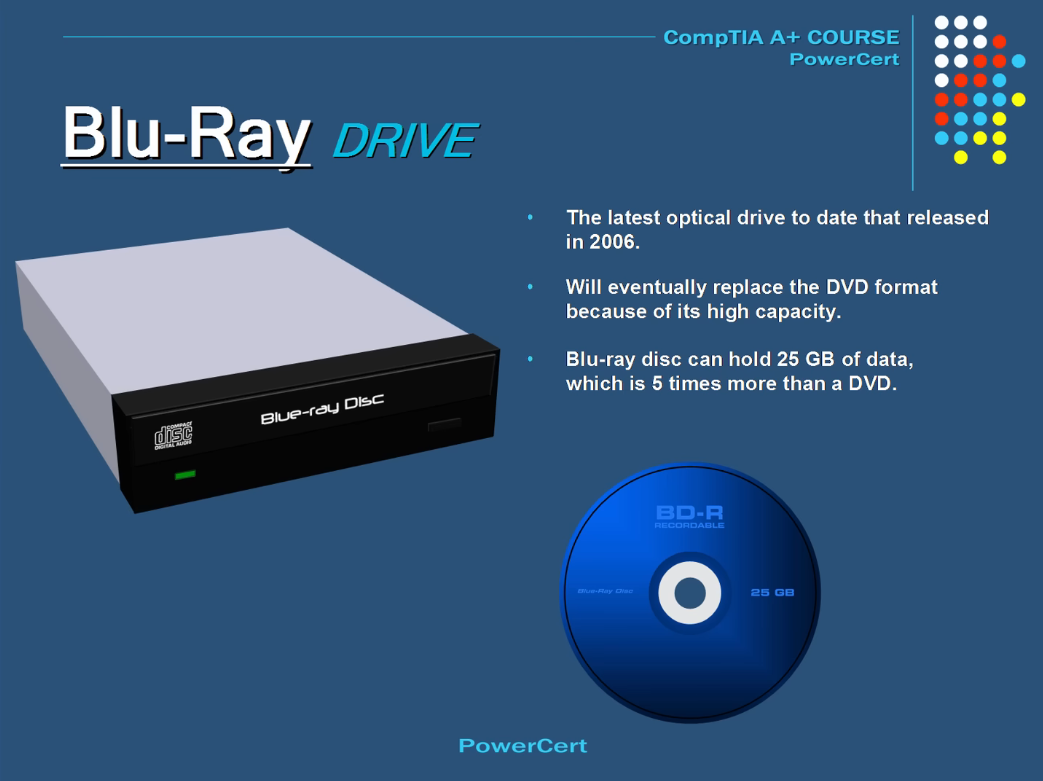 CompTIA A+ COURSE
PowerCert
Blu-Ray DRIVE
• The latest optical drive to date that released
in 2006.
• Will eventually replace the DVD format
because of its high capacity.
• Blu-ray disc can hold 25 GB of data,
which is 5 times more than a DVD.
Blue-ray Disc
COMPACT
disc
DIGITAL AUDIO
BD-R
RECORDABLE
Blue-Ray Disc
25 GB
PowerCert